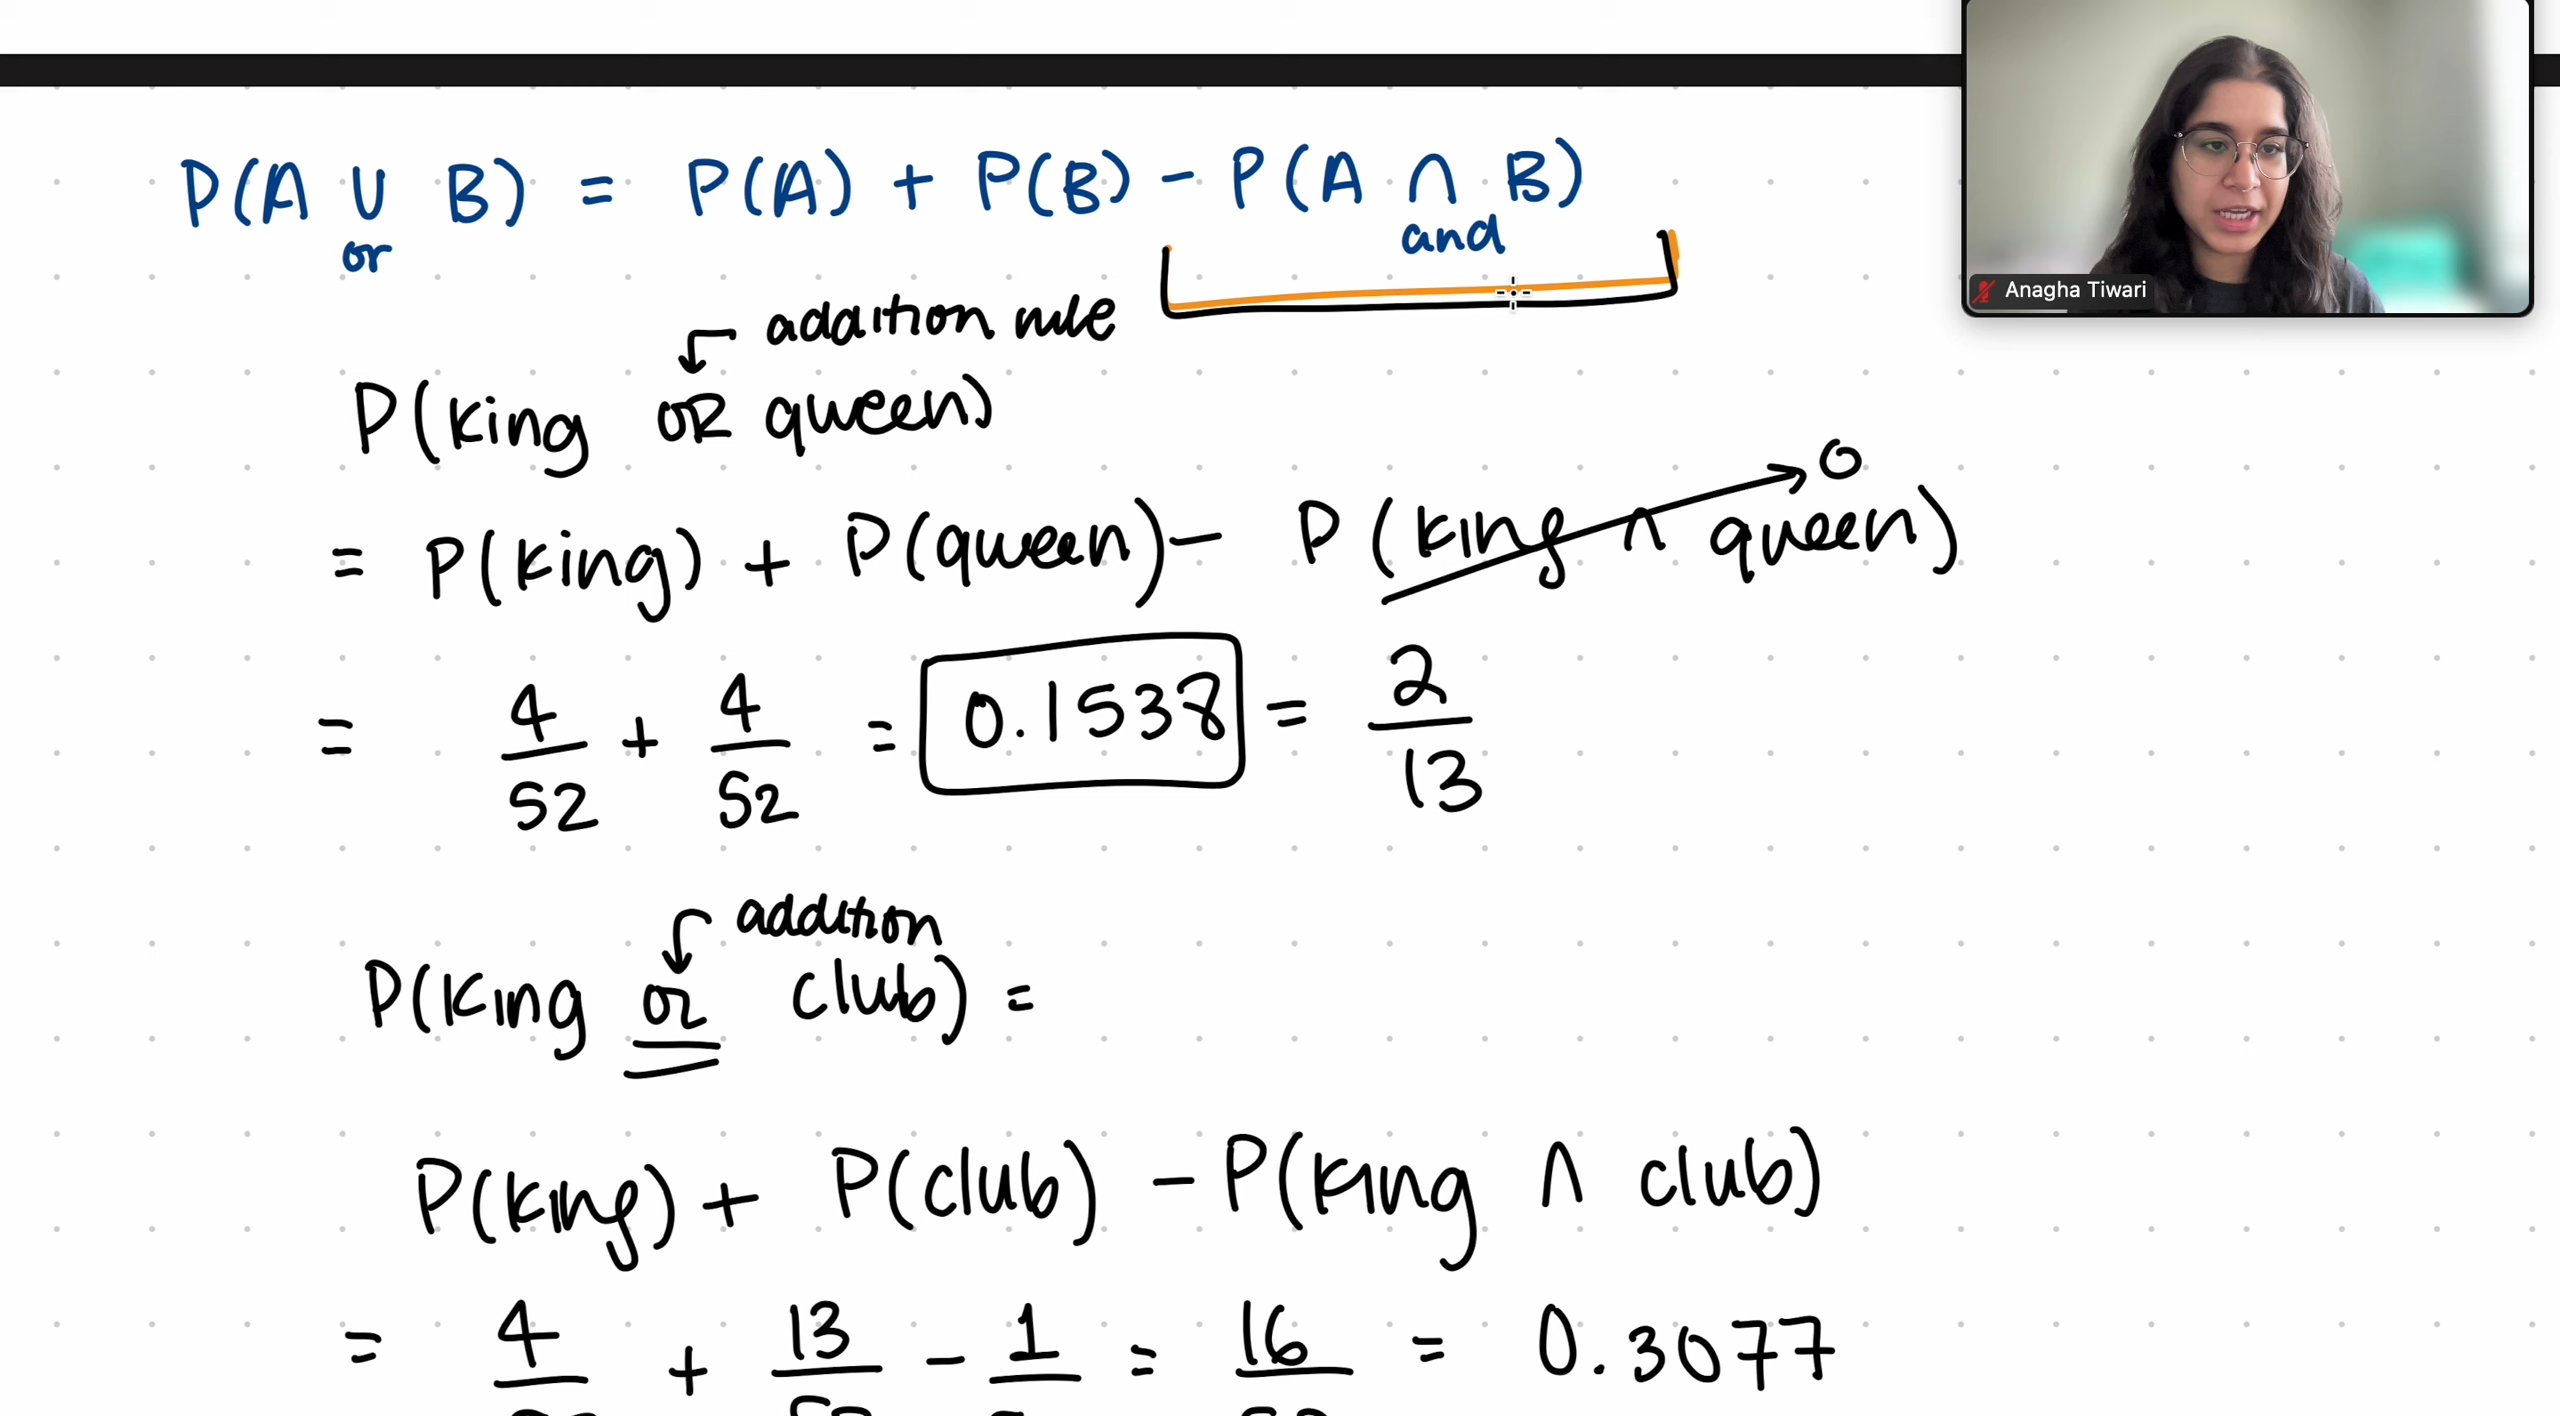 P(A ∪ B) = P(A) + P(B) - P(A ∩ B)
or and
addition rule
P(king OR queen)
= P(king) + P(queen) - P(king ∩ queen) 0
= 4/52 + 4/52 = 0.1538 = 2/13
addition
P(king or club) =
P(king) + P(club) - P(king ∩ club)
= 4 + 13 - 1 = 16 = 0.3077
Anagha Tiwari